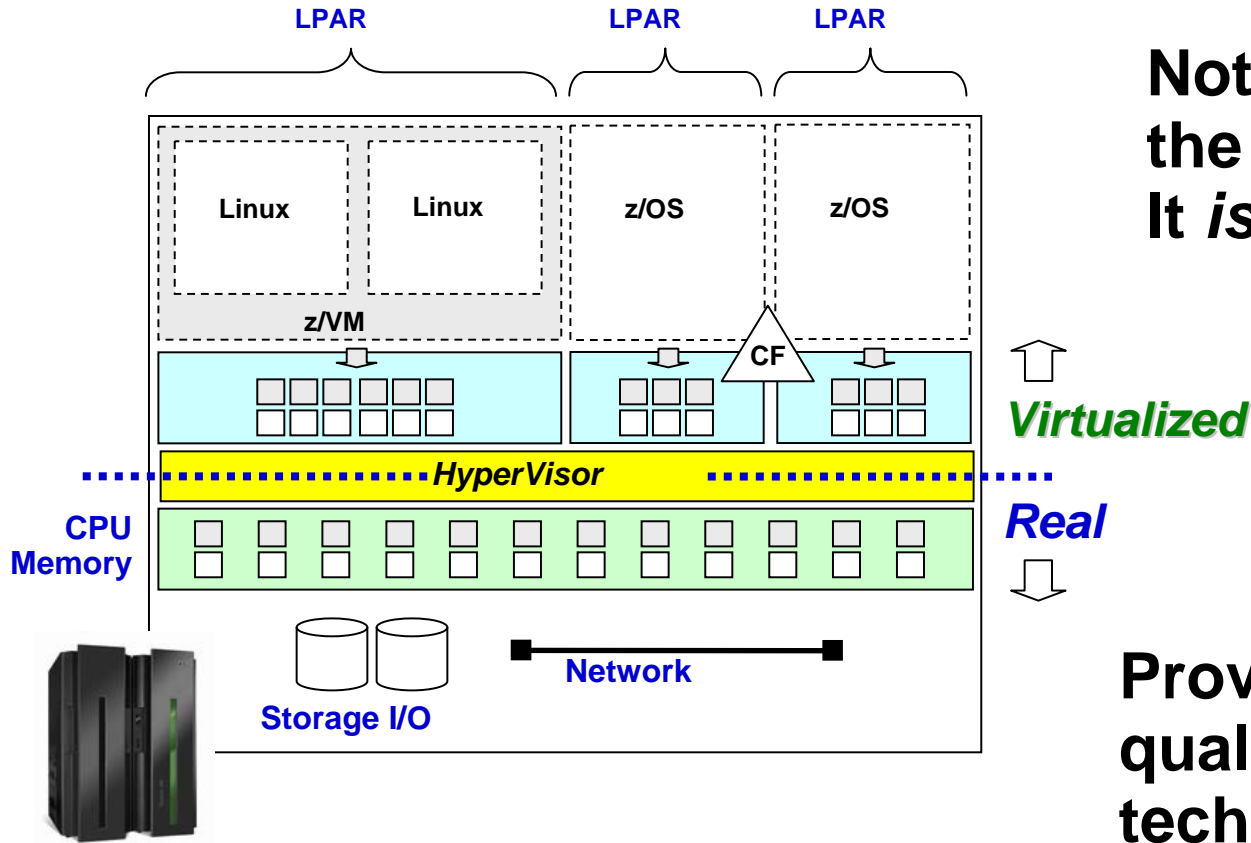 LPAR LPAR LPAR
Not
the
It is
Linux Linux z/OS z/OS
z/VM
CF
Virtualized
HyperVisor
Real
CPU
Memory
Network
Storage I/O
Prov
qual
tech